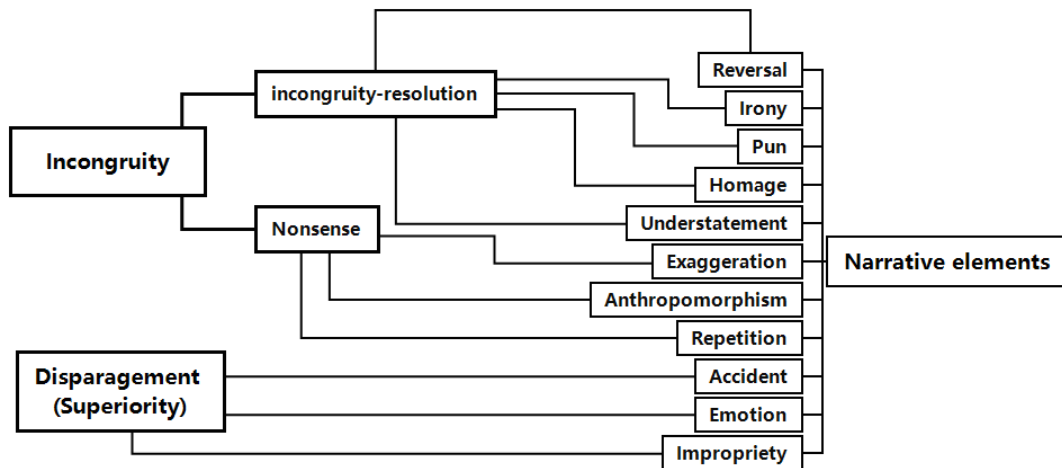 Reversal
incongruity-resolution
Irony
Pun
Incongruity
Homage
Understatement
Nonsense
Exaggeration
Narrative elements
Anthropomorphism
Repetition
Disparagement
(Superiority)
Accident
Emotion
Impropriety